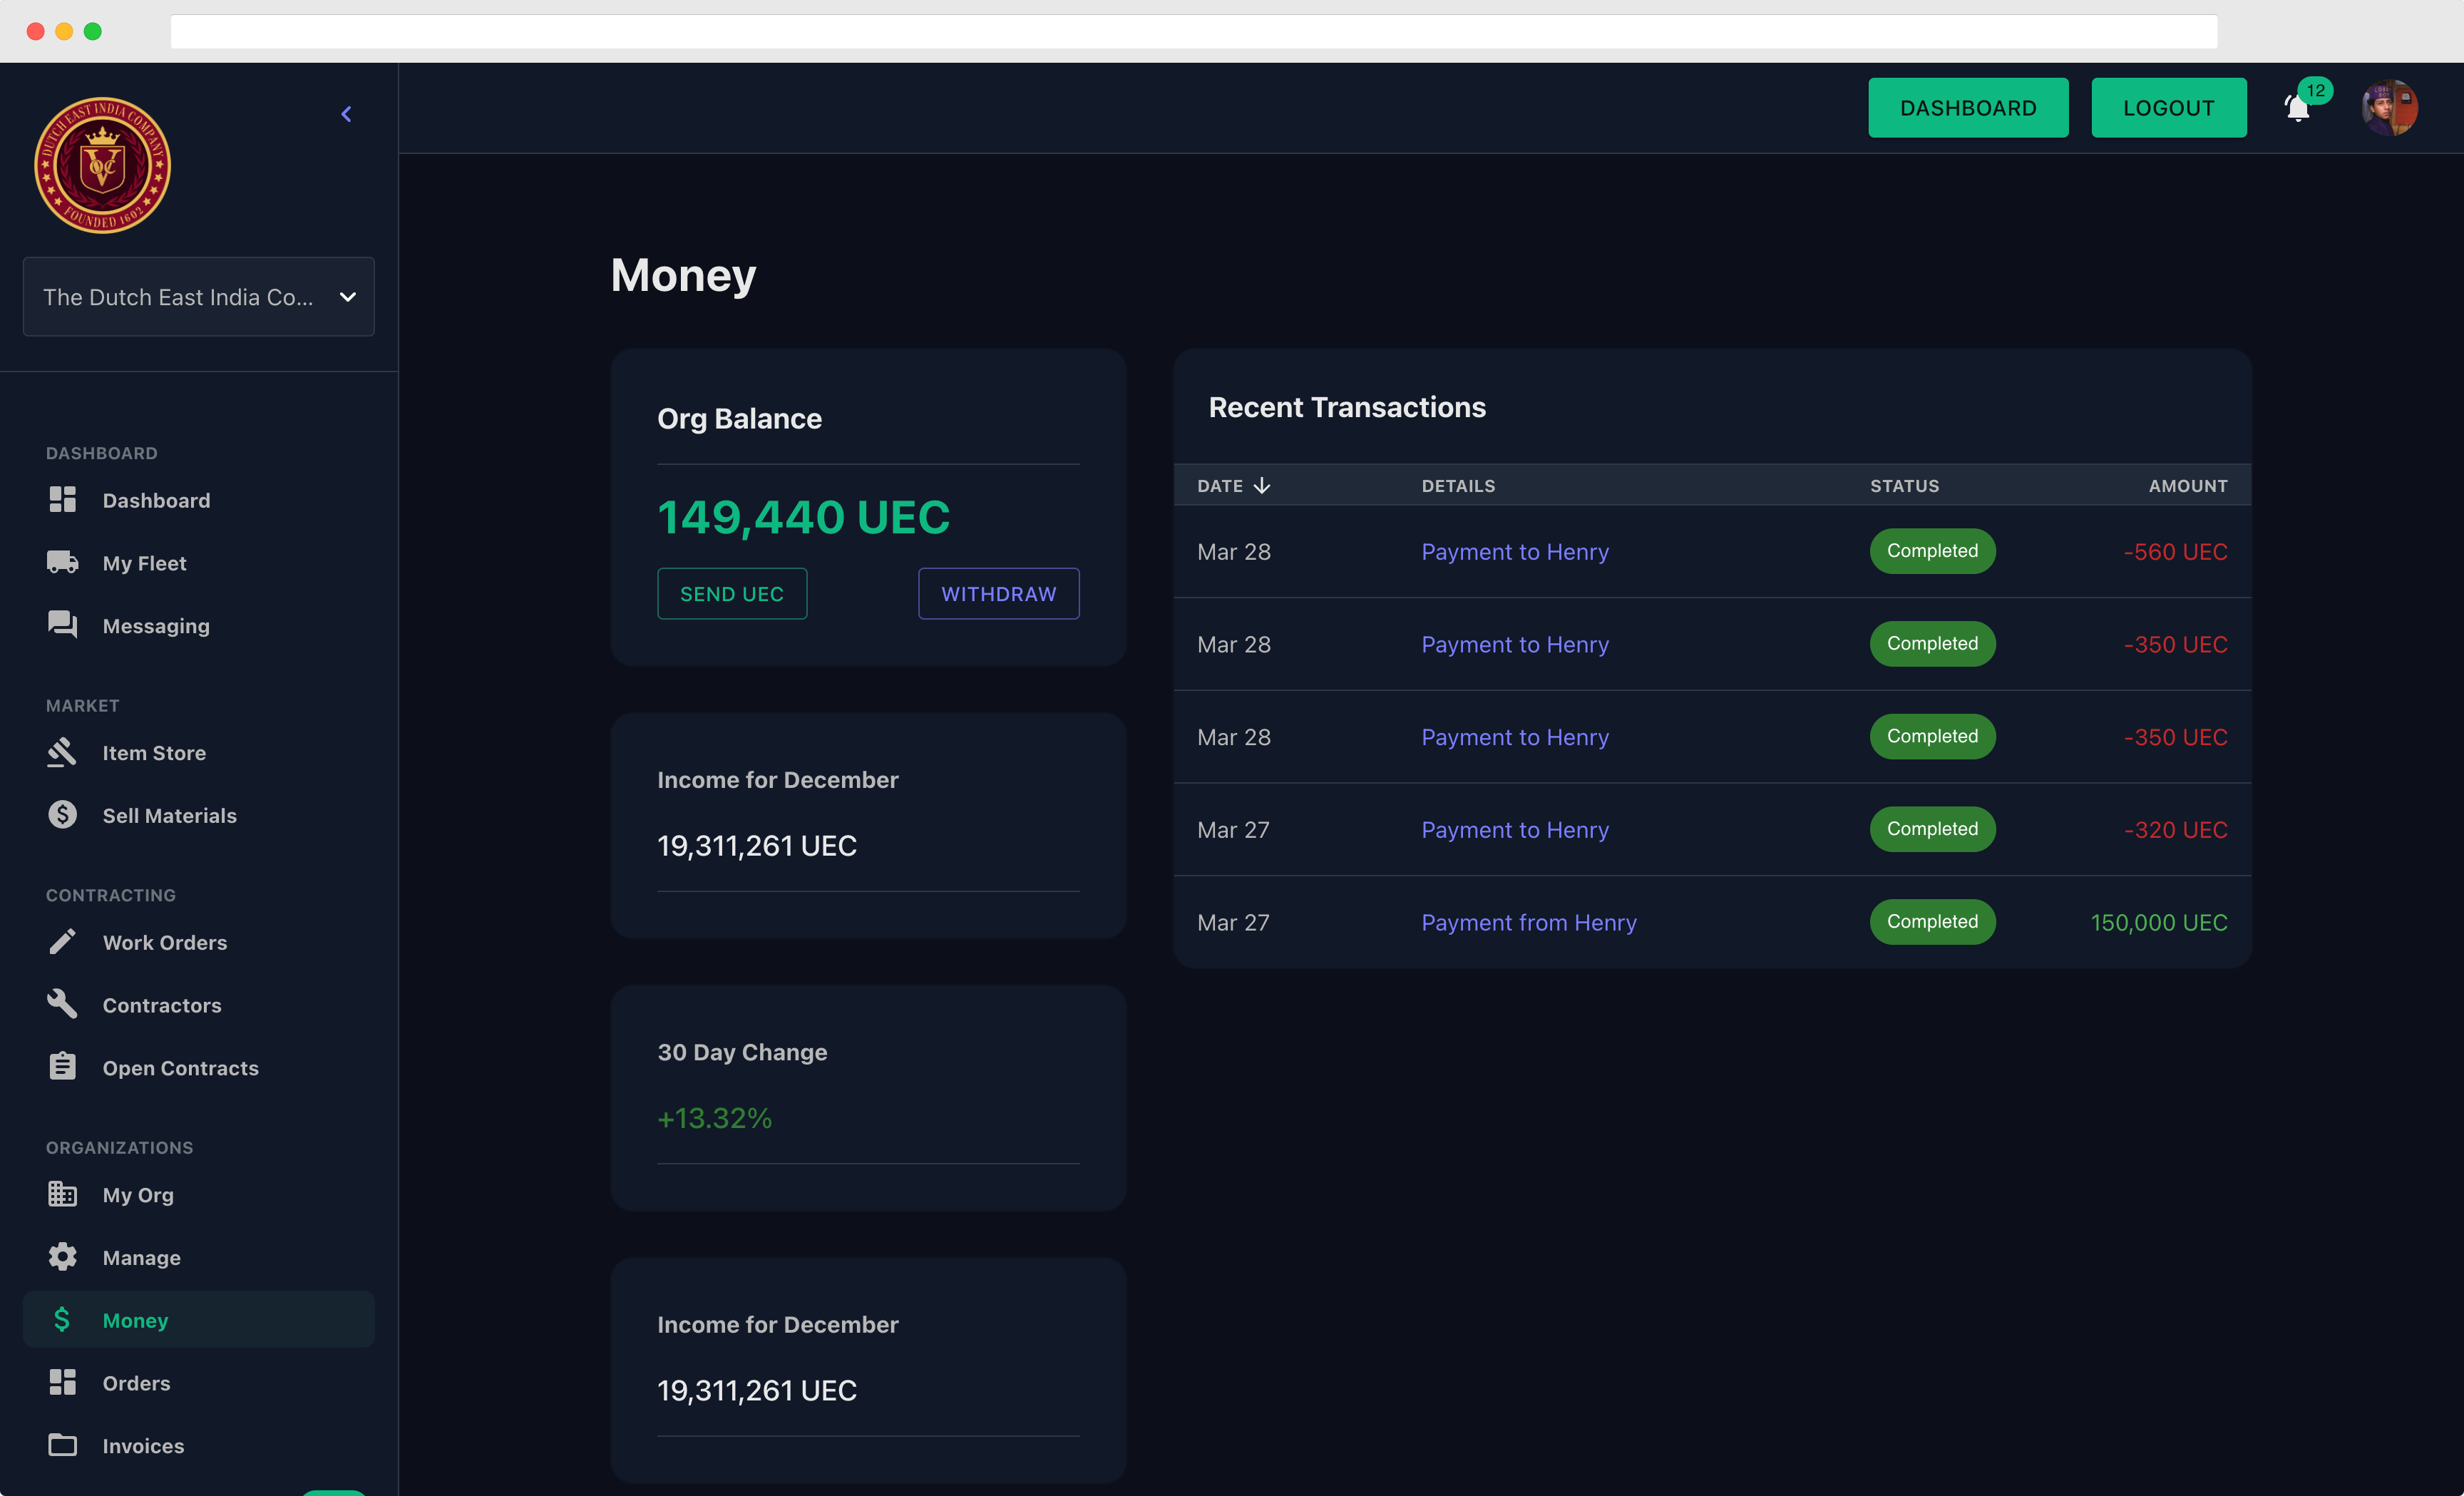 DUTCH EAST INDIA COMPANY
VOC
FOUNDED 1602
The Dutch East India Co...
DASHBOARD
Dashboard
My Fleet
Messaging
MARKET
Item Store
Sell Materials
CONTRACTING
Work Orders
Contractors
Open Contracts
ORGANIZATIONS
My Org
Manage
Money
Orders
Invoices
DASHBOARD
LOGOUT
12
Money
Org Balance
149,440 UEC
SEND UEC
WITHDRAW
Income for December
19,311,261 UEC
30 Day Change
+13.32%
Income for December
19,311,261 UEC
Recent Transactions
DATE DETAILS STATUS AMOUNT
Mar 28 Payment to Henry Completed -560 UEC
Mar 28 Payment to Henry Completed -350 UEC
Mar 28 Payment to Henry Completed -350 UEC
Mar 27 Payment to Henry Completed -320 UEC
Mar 27 Payment from Henry Completed 150,000 UEC